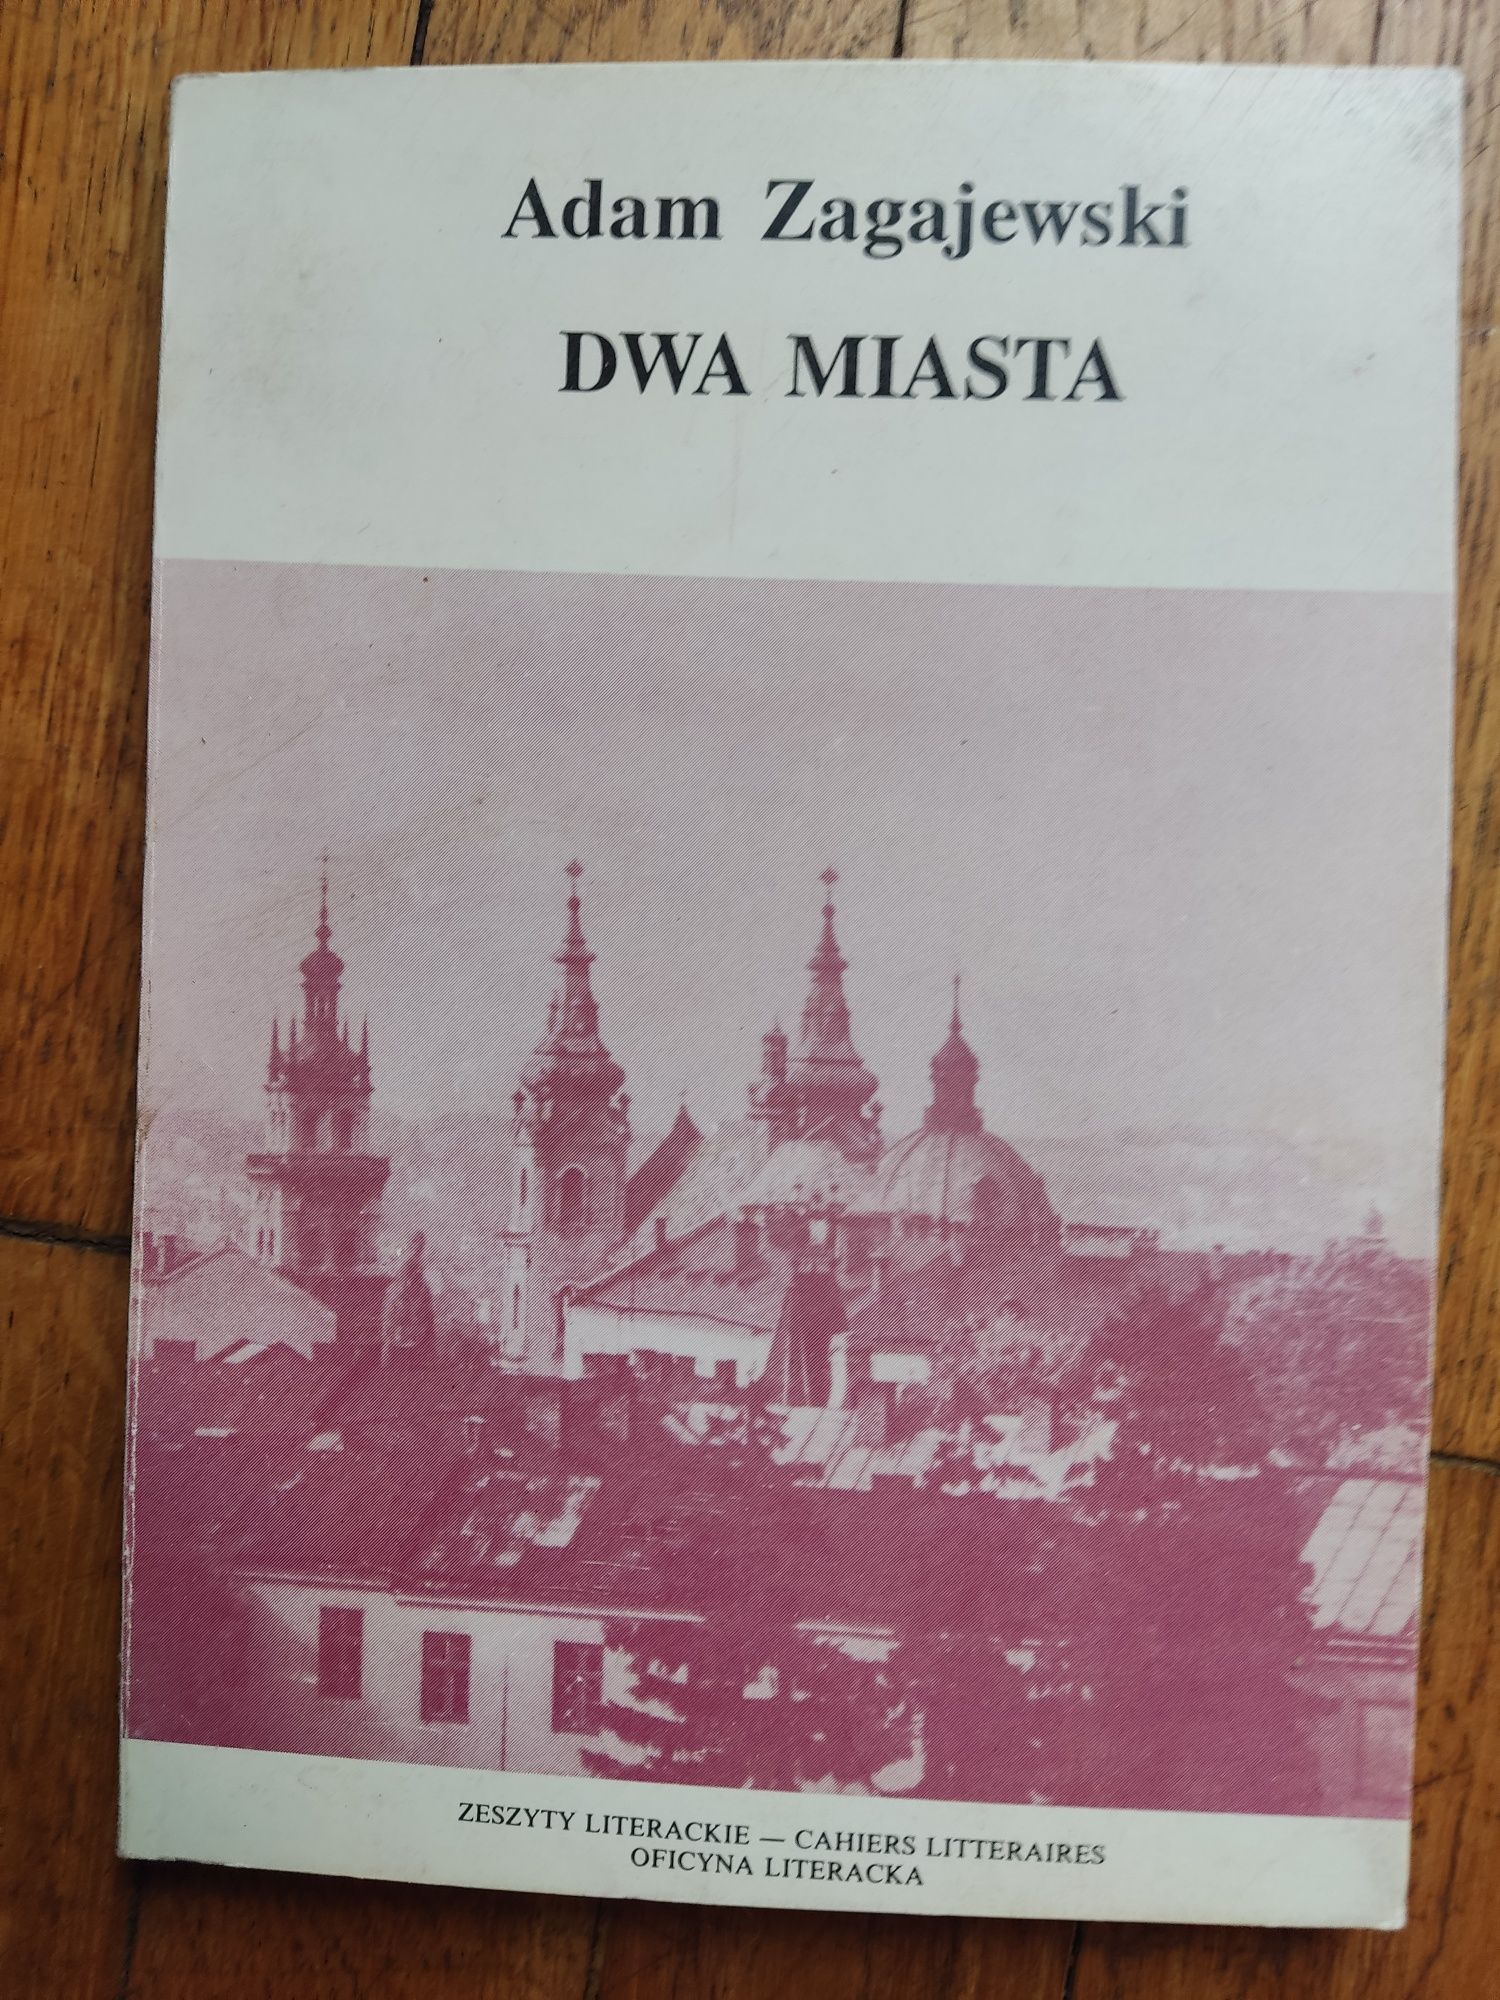 Adam Zagajewski
DWA MIASTA
ZESZYTY LITERACKIE — CAHIERS LITTERAIRES
OFICYNA LITERACKA